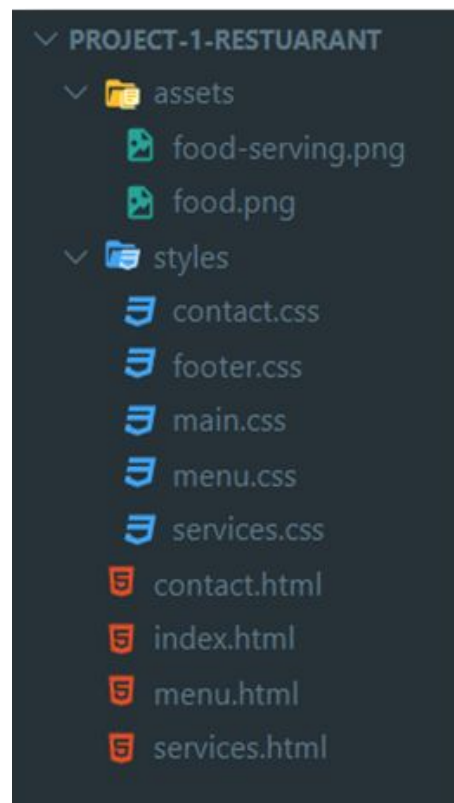 PROJECT-1-RESTUARANT
assets
food-serving.png
food.png
styles
contact.css
footer.css
main.css
menu.css
services.css
contact.html
index.html
menu.html
services.html